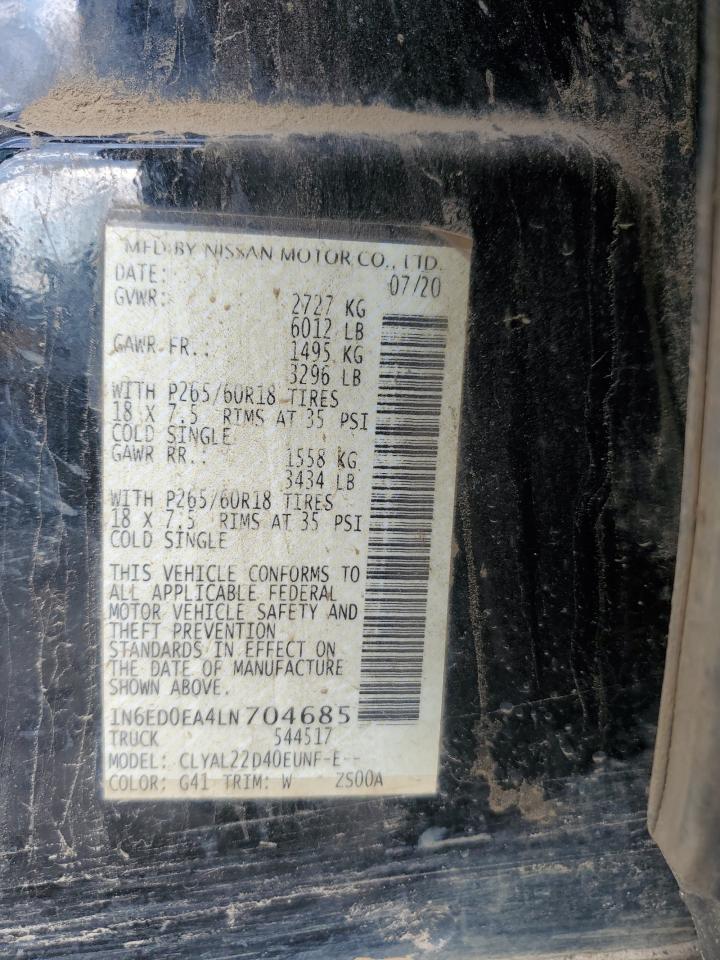 MFD BY NISSAN MOTOR CO., LTD.
DATE: 07/20
GVWR: 2727 KG
6012 LB
GAWR FR.: 1495 KG
3296 LB
WITH P265/60R18 TIRES
18 X 7.5 RIMS AT 35 PSI
COLD SINGLE
GAWR RR.: 1558 KG
3434 LB
WITH P265/60R18 TIRES
18 X 7.5 RIMS AT 35 PSI
COLD SINGLE
THIS VEHICLE CONFORMS TO
ALL APPLICABLE FEDERAL
MOTOR VEHICLE SAFETY AND
THEFT PREVENTION
STANDARDS IN EFFECT ON
THE DATE OF MANUFACTURE
SHOWN ABOVE.
1N6ED0EA4LN704685
TRUCK 544517
MODEL: CLYAL22D40EUNF-E--
COLOR: G41 TRIM: W ZS00A